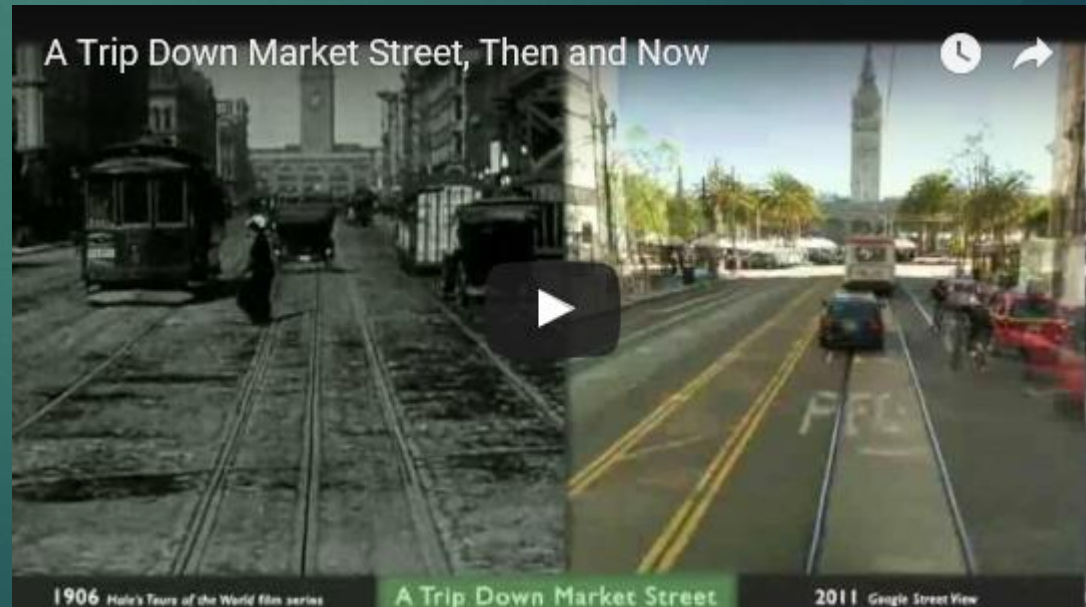 A Trip Down Market Street, Then and Now
1906 Hale's Tours of the World film series
A Trip Down Market Street
2011 Google Street View